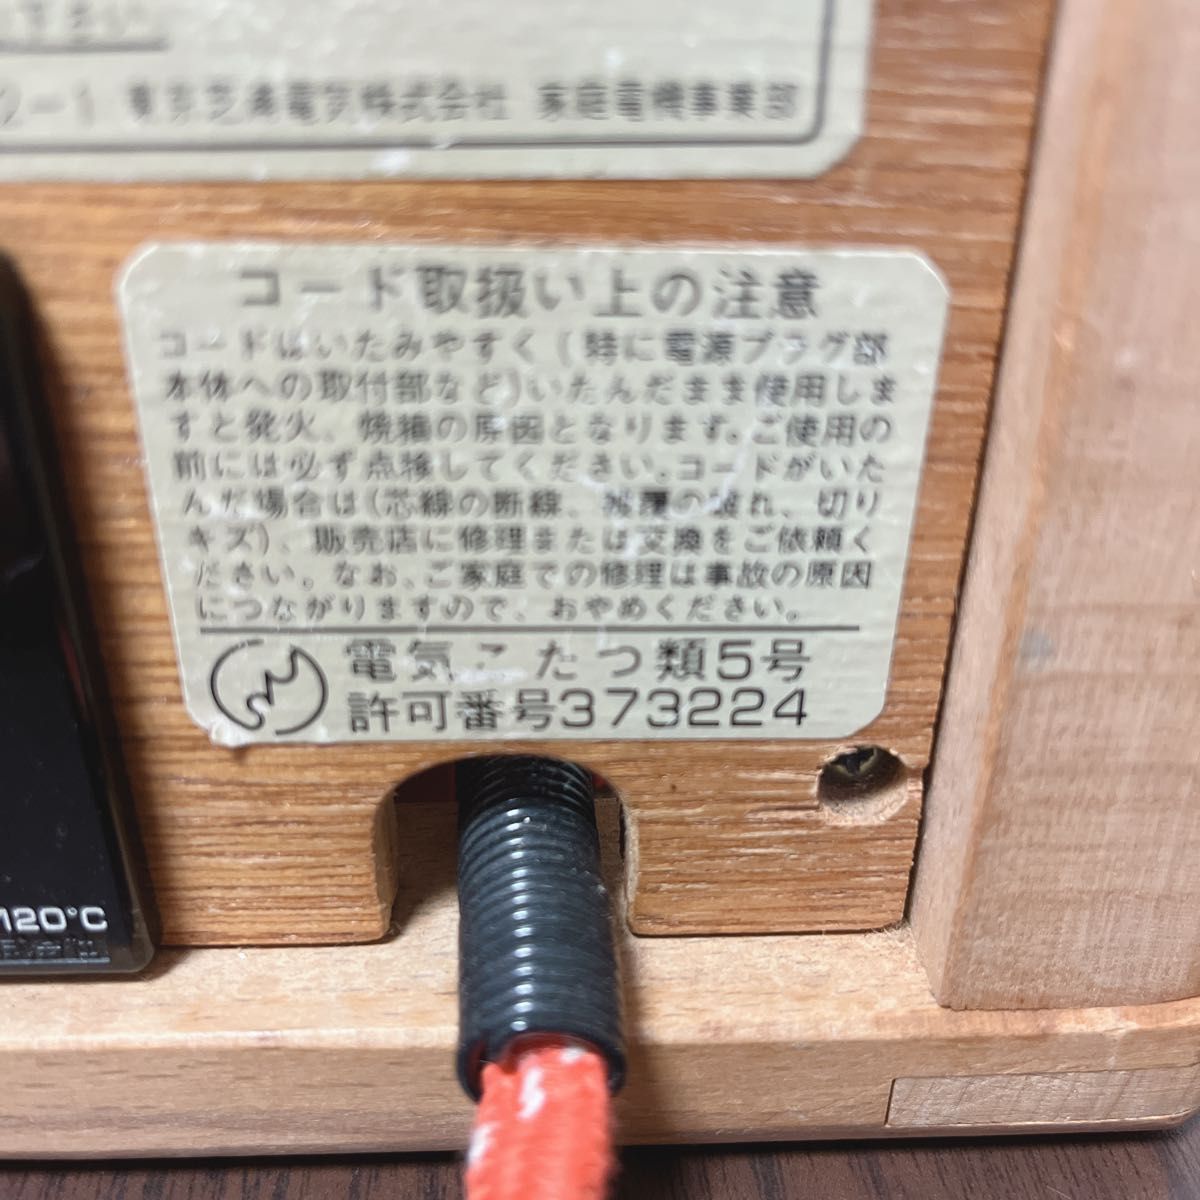 ださい
2-1 東京芝浦電気株式会社 家庭電機事業部
コード取扱い上の注意
コードはいたみやすく(特に電源プラグ部
本体への取付部など)いたんだまま使用しま
すと発火、焼損の原因となります。ご使用の
前には必ず点検してください。コードがいた
んだ場合は(芯線の断線、被覆の破れ、切り
キズ)、販売店に修理または交換をご依頼く
ださい。なお、ご家庭での修理は事故の原因
につながりますので、おやめください。
電気こたつ類5号
許可番号373224
120°C